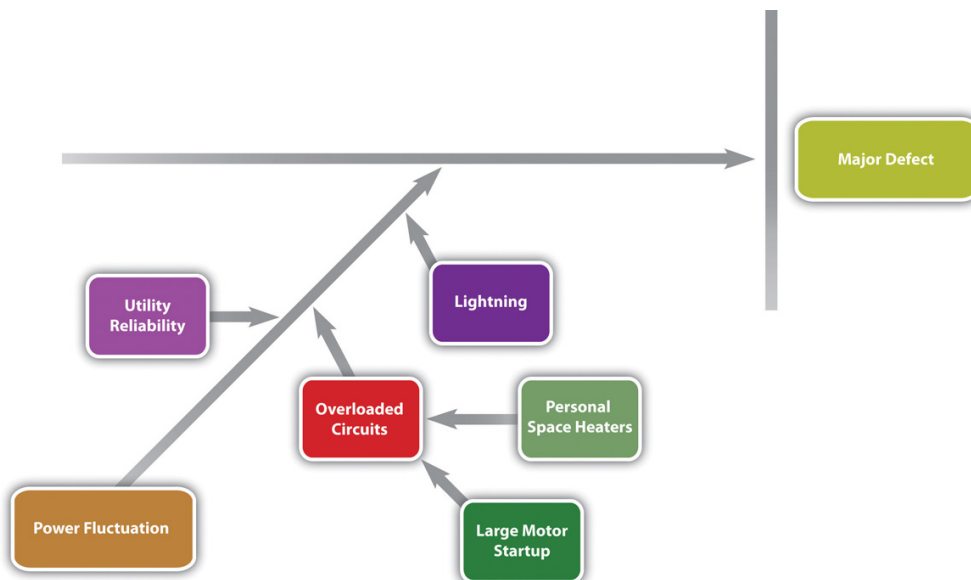 Major Defect
Utility
Reliability
Lightning
Overloaded
Circuits
Personal
Space Heaters
Power Fluctuation
Large Motor
Startup